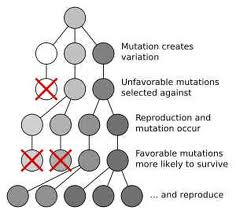 Mutation creates
variation
Unfavorable mutations
selected against
Reproduction and
mutation occur
Favorable mutations
more likely to survive
... and reproduce